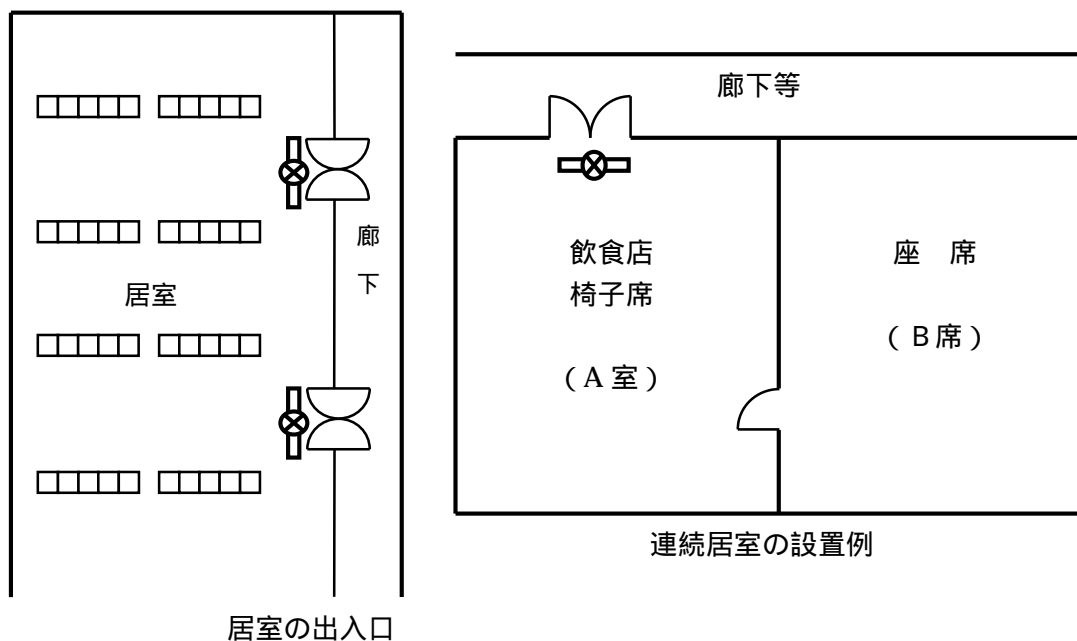 廊
下
居室
居室の出入口
廊下等
飲食店
椅子席
（A 室）
座　席
（Ｂ席）
連続居室の設置例